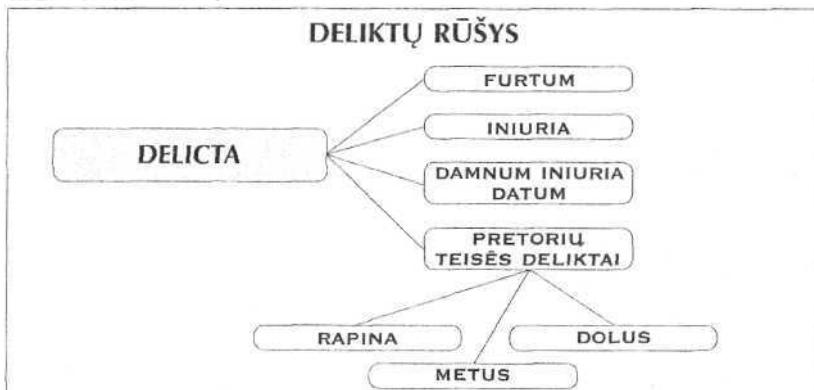 DELIKTŲ RŪŠYS
DELICTA
FURTUM
INIURIA
DAMNUM INIURIA
DATUM
PRETORIŲ
TEISĖS DELIKTAI
RAPINA
DOLUS
METUS